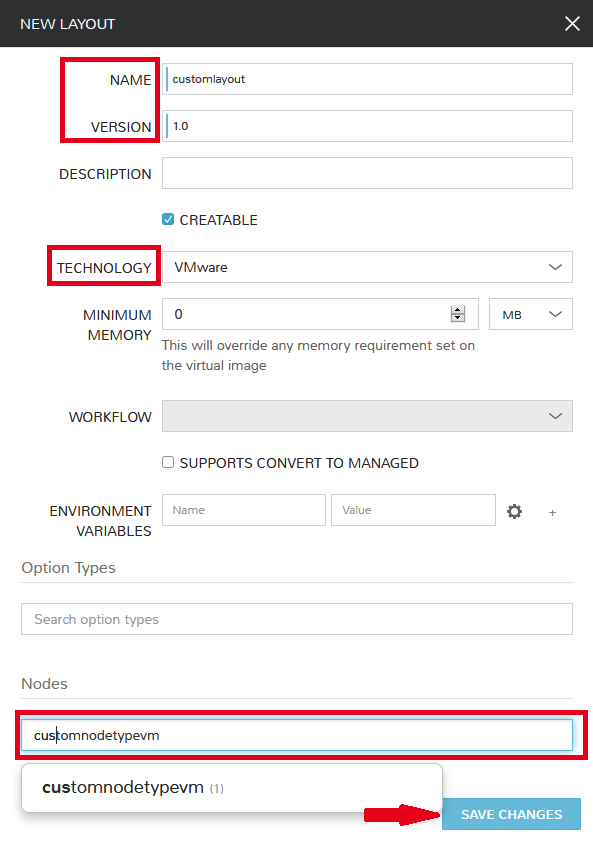 NEW LAYOUT
NAME customlayout
VERSION 1.0
DESCRIPTION
CREATABLE
TECHNOLOGY VMware
MINIMUM MEMORY 0 MB
This will override any memory requirement set on
the virtual image
WORKFLOW
SUPPORTS CONVERT TO MANAGED
ENVIRONMENT VARIABLES Name Value +
Option Types
Search option types
Nodes
customnodetypevm
customnodetypevm (1)
SAVE CHANGES